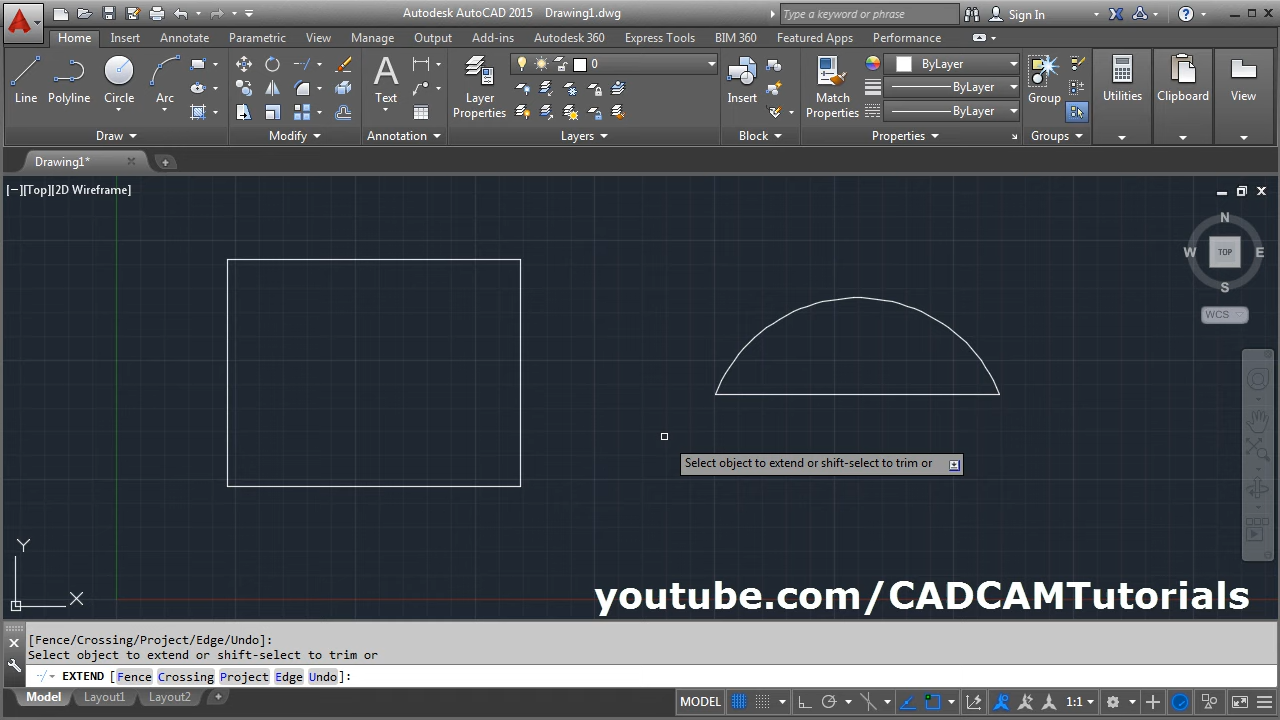 Autodesk AutoCAD 2015 Drawing1.dwg
Type a keyword or phrase
Sign In
Home Insert Annotate Parametric View Manage Output Add-ins Autodesk 360 Express Tools BIM 360 Featured Apps Performance
Line Polyline Circle Arc
Draw
Modify
Text
Annotation
Layer Properties
0
Layers
Insert
Block
Match Properties
ByLayer
ByLayer
ByLayer
Properties
Group
Groups
Utilities
Clipboard
View
Drawing1*
[−][Top][2D Wireframe]
N
W TOP E
S
WCS
Select object to extend or shift-select to trim or
Y
X
youtube.com/CADCAMTutorials
[Fence/Crossing/Project/Edge/Undo]:
Select object to extend or shift-select to trim or
EXTEND [Fence Crossing Project Edge Undo]:
Model Layout1 Layout2
MODEL
1:1